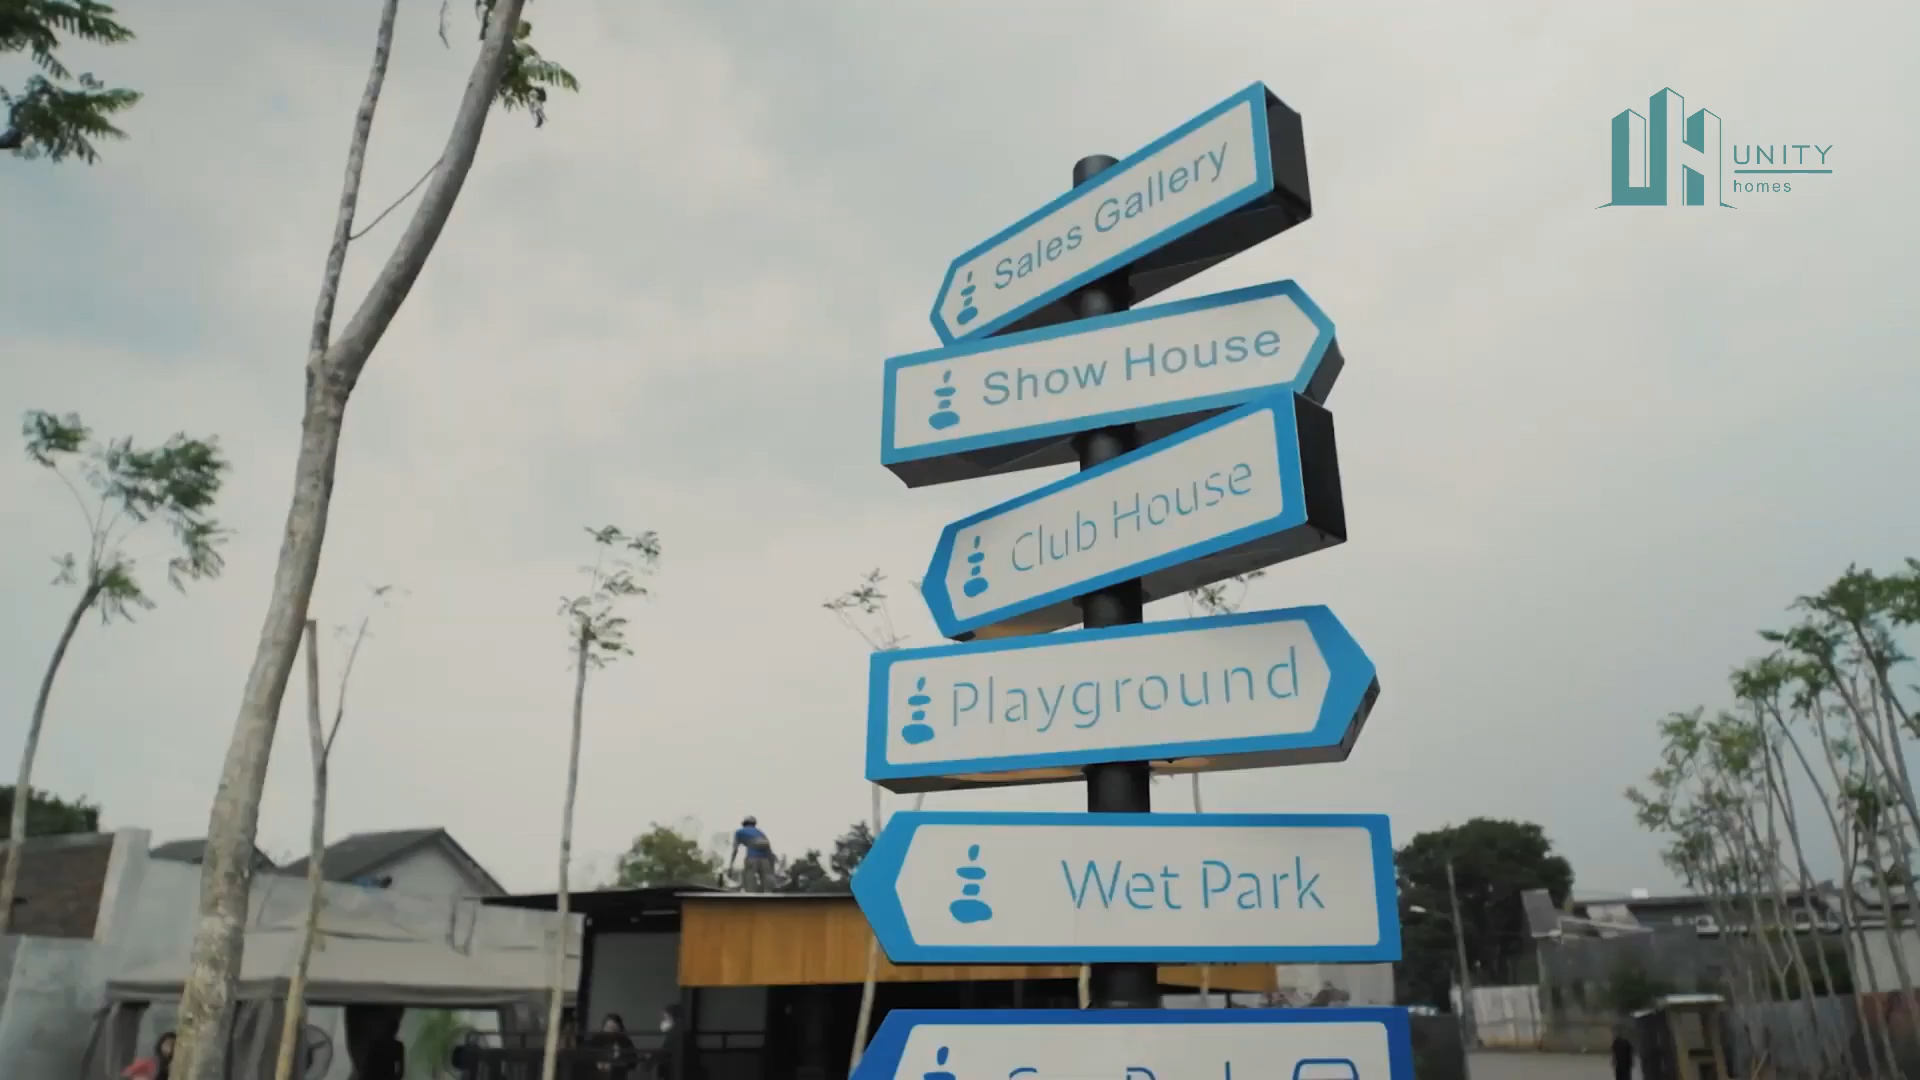 UNITY
homes
Sales Gallery
Show House
Club House
Playground
Wet Park